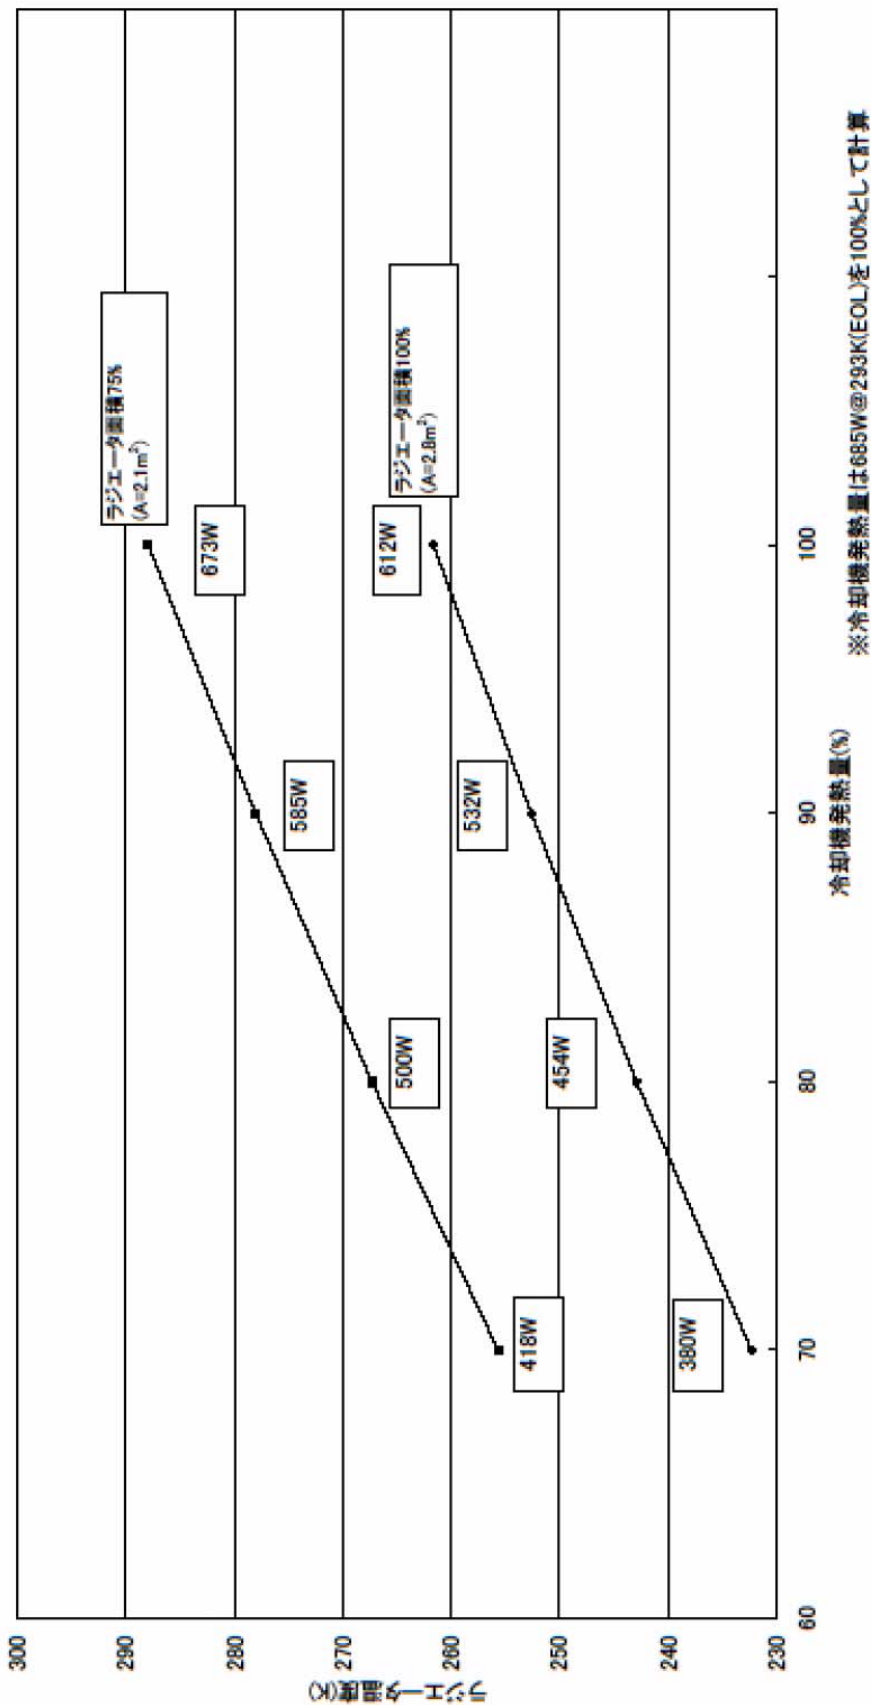 ラジエータ温度(K)
300
290
280
270
260
250
240
230
ラジエータ面積75%
(A=2.1m²)
673W
585W
500W
418W
ラジエータ面積100%
(A=2.8m²)
612W
532W
454W
380W
60
70
80
90
100
冷却機発熱量(%)
※冷却機発熱量は685W@293K(EOL)を100%として計算